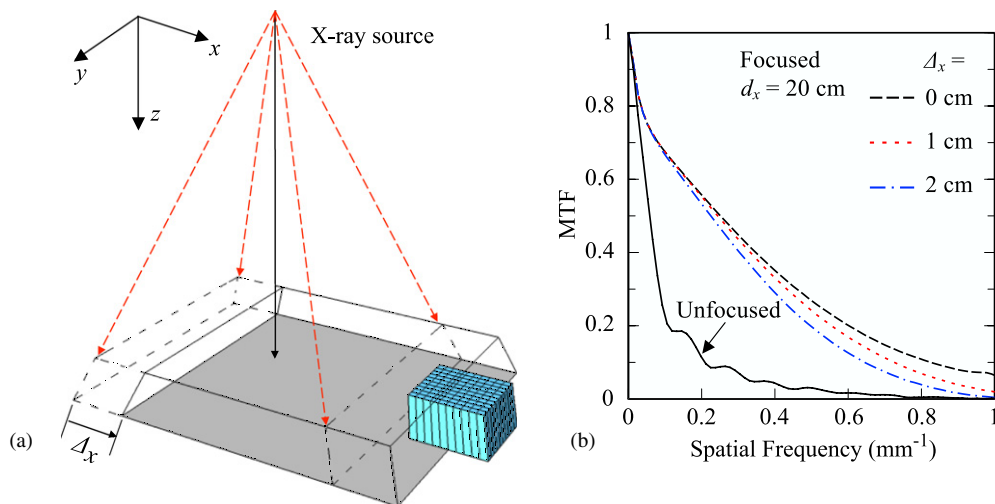 X-ray source
x
y
z
Δx
(a)
MTF
1
0.8
0.6
0.4
0.2
0
0
0.2
0.4
0.6
0.8
1
Spatial Frequency (mm⁻¹)
Focused
dₓ = 20 cm
Δₓ =
0 cm
1 cm
2 cm
Unfocused
(b)